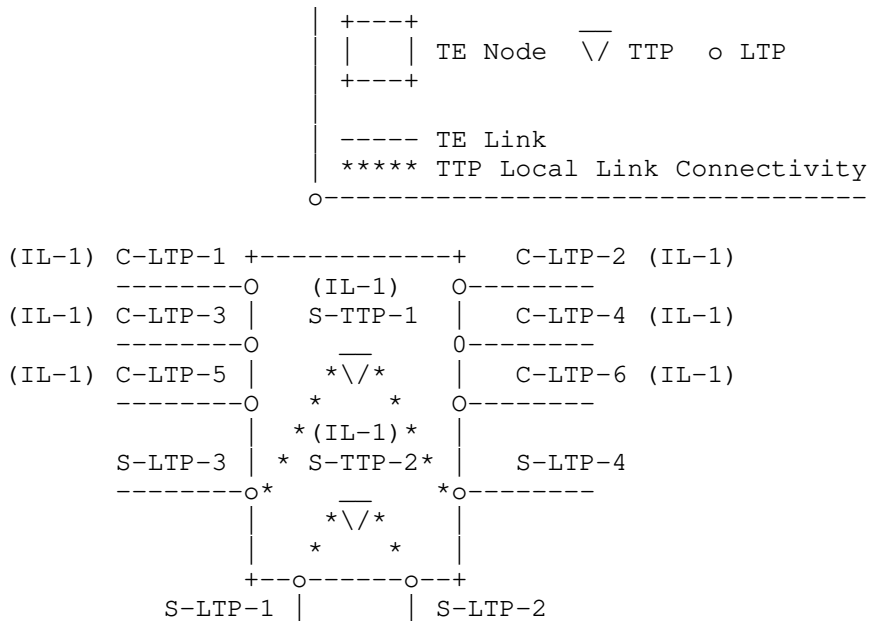 TE Node TTP o LTP
----- TE Link
***** TTP Local Link Connectivity
(IL-1) C-LTP-1 C-LTP-2 (IL-1)
(IL-1)
(IL-1) C-LTP-3 S-TTP-1 C-LTP-4 (IL-1)
(IL-1) C-LTP-5 C-LTP-6 (IL-1)
(IL-1)
S-LTP-3 S-TTP-2 S-LTP-4
S-LTP-1 S-LTP-2